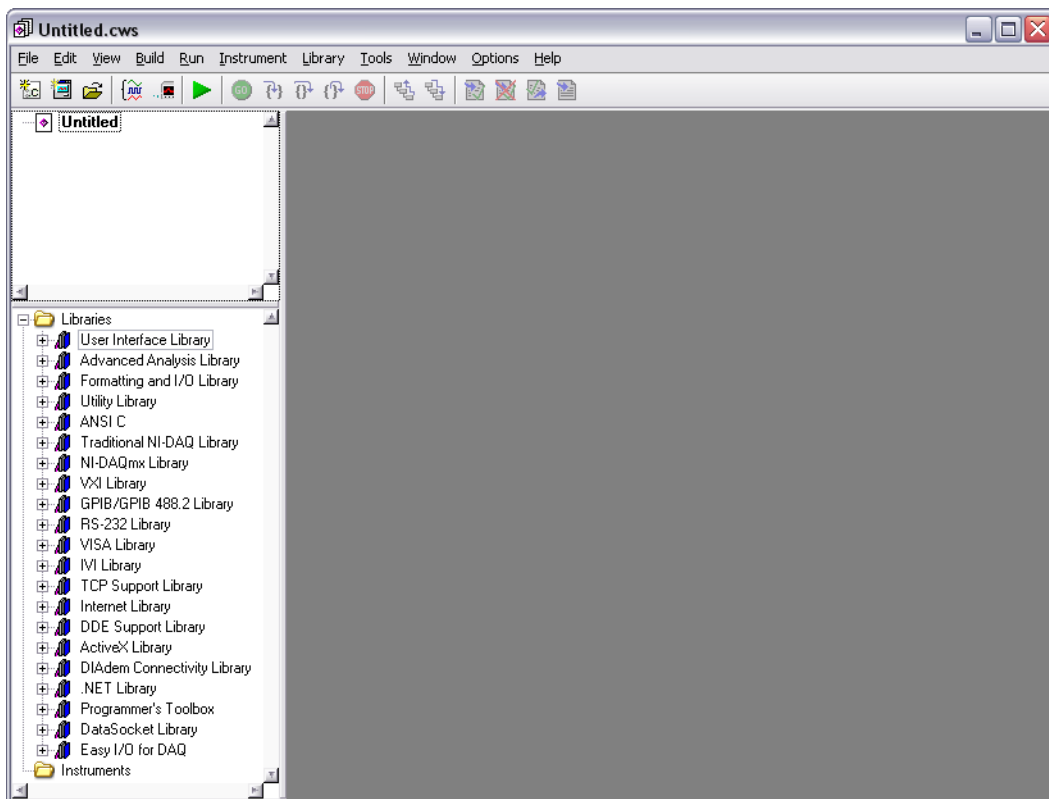 Untitled.cws
File Edit View Build Run Instrument Library Tools Window Options Help
.c GO STOP
Untitled
Libraries
User Interface Library
Advanced Analysis Library
Formatting and I/O Library
Utility Library
ANSI C
Traditional NI-DAQ Library
NI-DAQmx Library
VXI Library
GPIB/GPIB 488.2 Library
RS-232 Library
VISA Library
IVI Library
TCP Support Library
Internet Library
DDE Support Library
ActiveX Library
DIAdem Connectivity Library
.NET Library
Programmer's Toolbox
DataSocket Library
Easy I/O for DAQ
Instruments